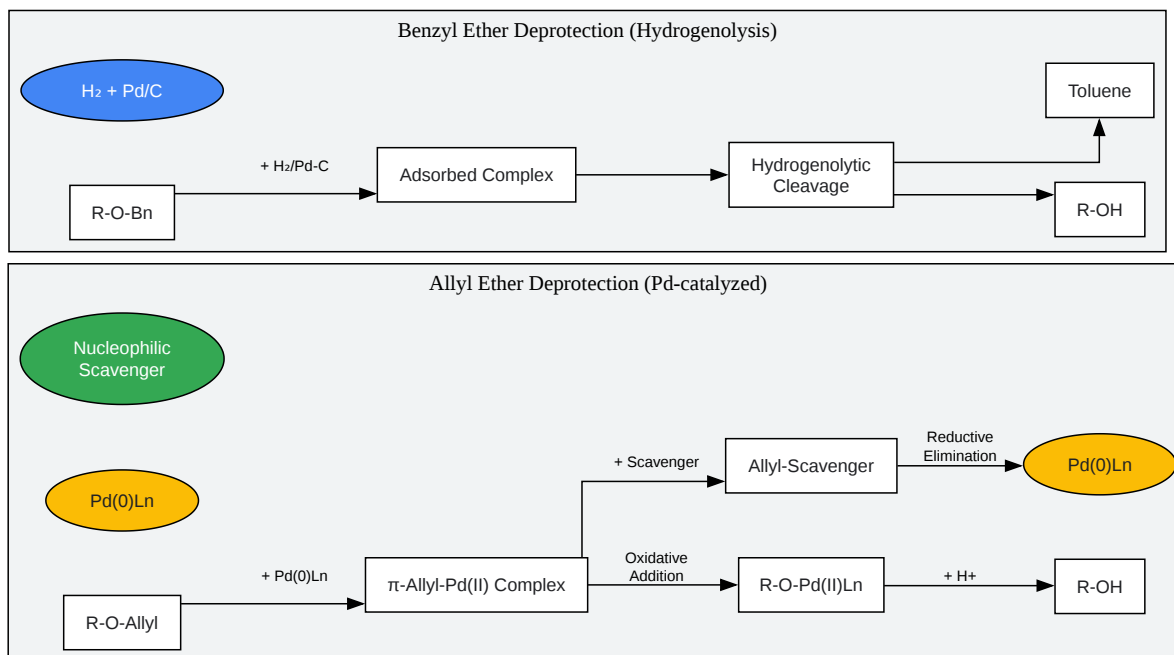 Benzyl Ether Deprotection (Hydrogenolysis)
H₂ + Pd/C
Toluene
+ H₂/Pd-C
Adsorbed Complex
Hydrogenolytic
Cleavage
R-O-Bn
R-OH
Allyl Ether Deprotection (Pd-catalyzed)
Nucleophilic
Scavenger
Reductive
Elimination
+ Scavenger
Allyl-Scavenger
Pd(0)Ln
Pd(0)Ln
Oxidative
Addition
+ Pd(0)Ln
π-Allyl-Pd(II) Complex
R-O-Pd(II)Ln
+ H+
R-OH
R-O-Allyl